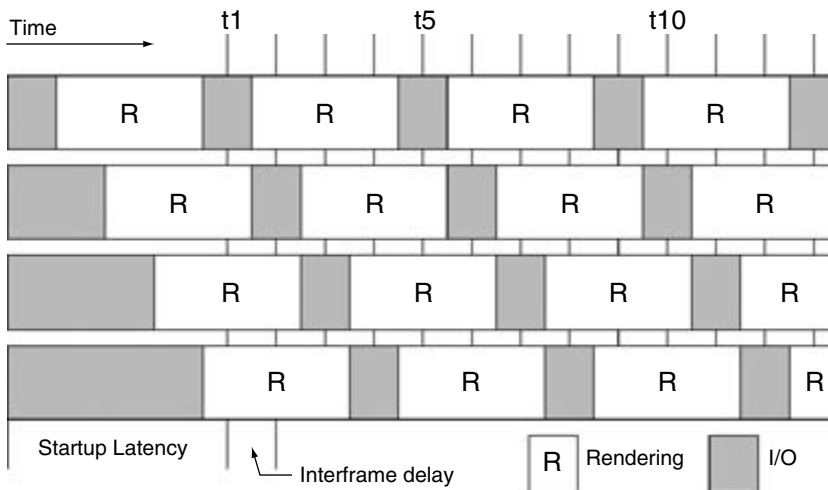 Time
t1 t5 t10
R R R R
R R R R
R R R R
R R R R
Startup Latency
Interframe delay
R Rendering
I/O